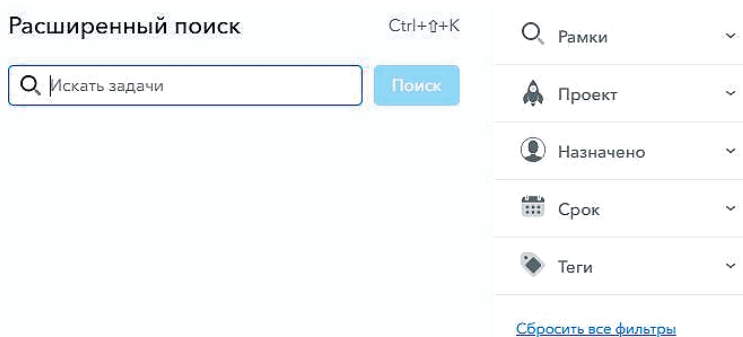 Расширенный поиск
Ctrl+⇧+K
Искать задачи
Поиск
Рамки
Проект
Назначено
Срок
Теги
Сбросить все фильтры